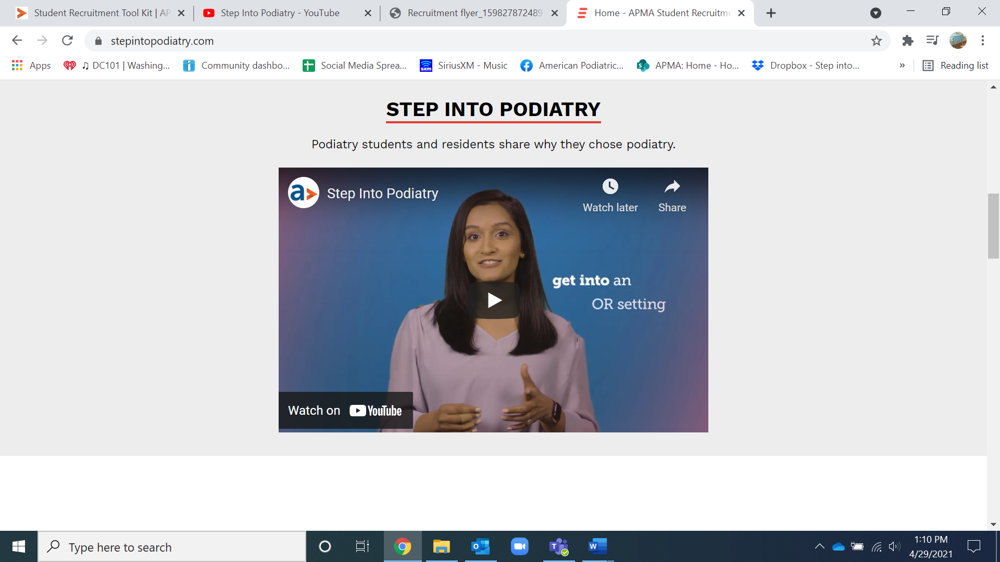 Student Recruitment Tool Kit | AP
Step Into Podiatry - YouTube
Recruitment flyer_159827872489
Home - APMA Student Recruitme
stepintopodiatry.com
Apps
♫ DC101 | Washing...
Community dashbo...
Social Media Sprea...
sxm
SiriusXM - Music
American Podiatric...
S
APMA: Home - Ho...
Dropbox - Step into...
»
Reading list
STEP INTO PODIATRY
Podiatry students and residents share why they chose podiatry.
a>
Step Into Podiatry
Watch later
Share
get into an
OR setting
Watch on YouTube
Type here to search
O
T
W
1:10 PM
4/29/2021